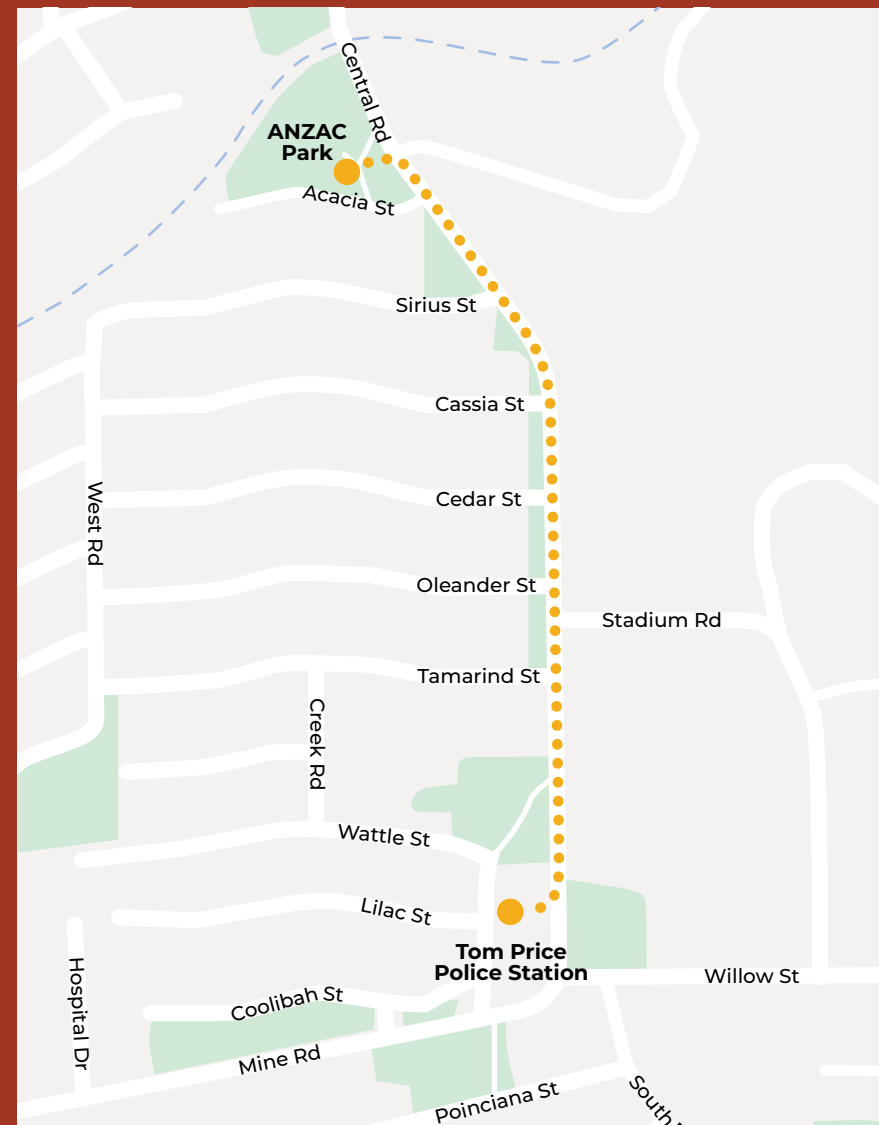 Central Rd
ANZAC
Park
Acacia St
Sirius St
Cassia St
Cedar St
West Rd
Oleander St
Stadium Rd
Tamarind St
Creek Rd
Wattle St
Lilac St
Tom Price
Police Station
Willow St
Hospital Dr
Coolibah St
Mine Rd
Poinciana St
South